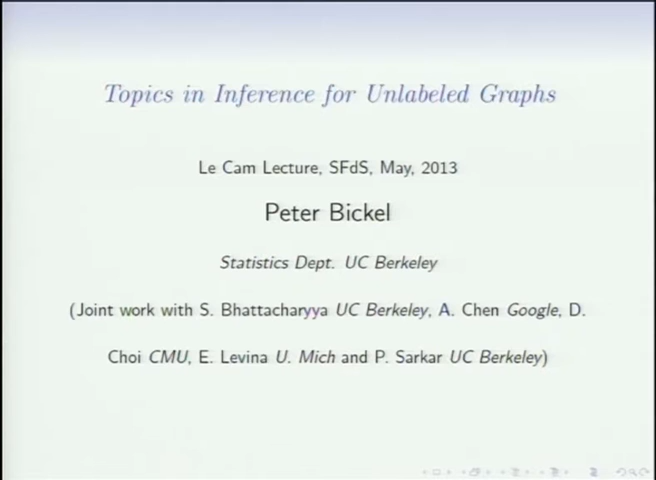 Topics in Inference for Unlabeled Graphs
Le Cam Lecture, SFdS, May, 2013
Peter Bickel
Statistics Dept. UC Berkeley
(Joint work with S. Bhattacharyya UC Berkeley, A. Chen Google, D.
Choi CMU, E. Levina U. Mich and P. Sarkar UC Berkeley)